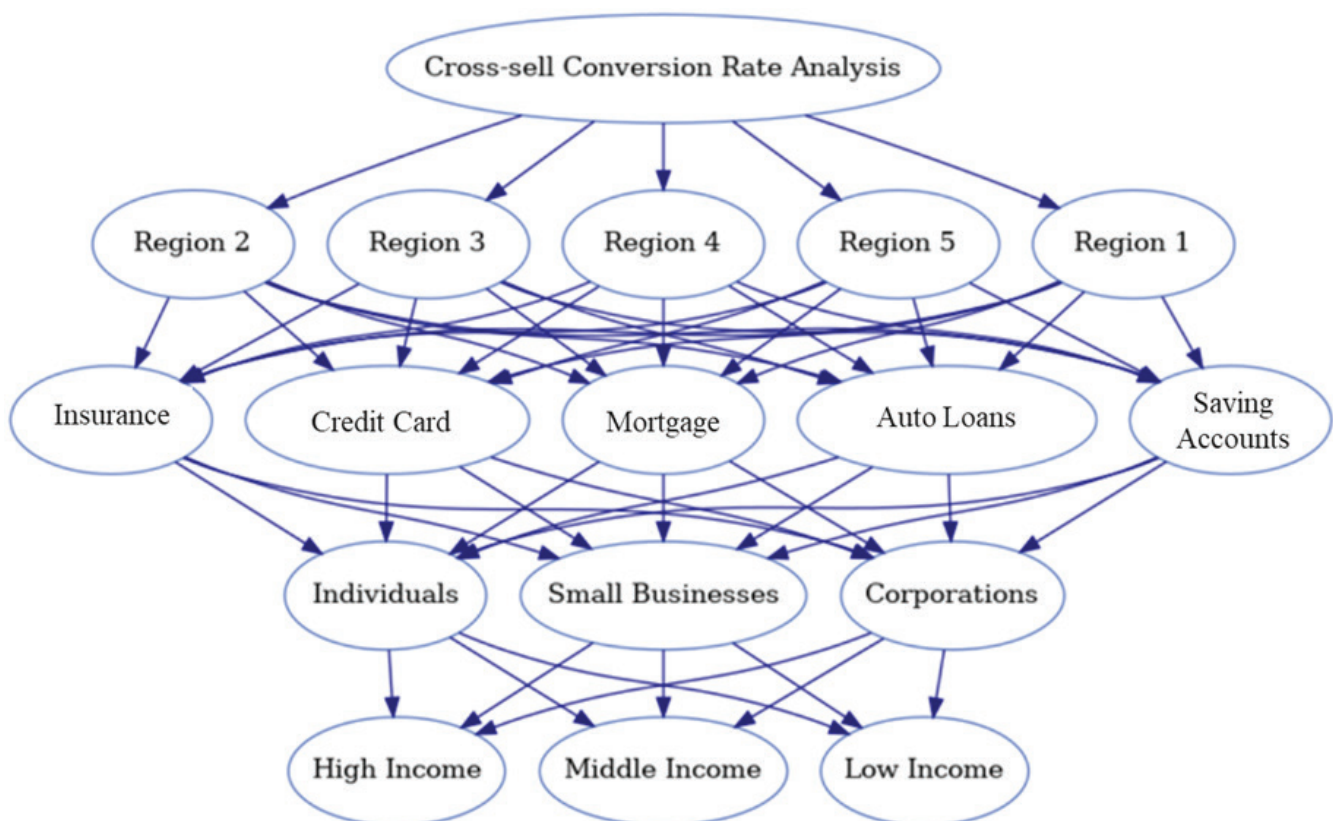 Cross-sell Conversion Rate Analysis
Region 2
Region 3
Region 4
Region 5
Region 1
Insurance
Credit Card
Mortgage
Auto Loans
Saving
Accounts
Individuals
Small Businesses
Corporations
High Income
Middle Income
Low Income